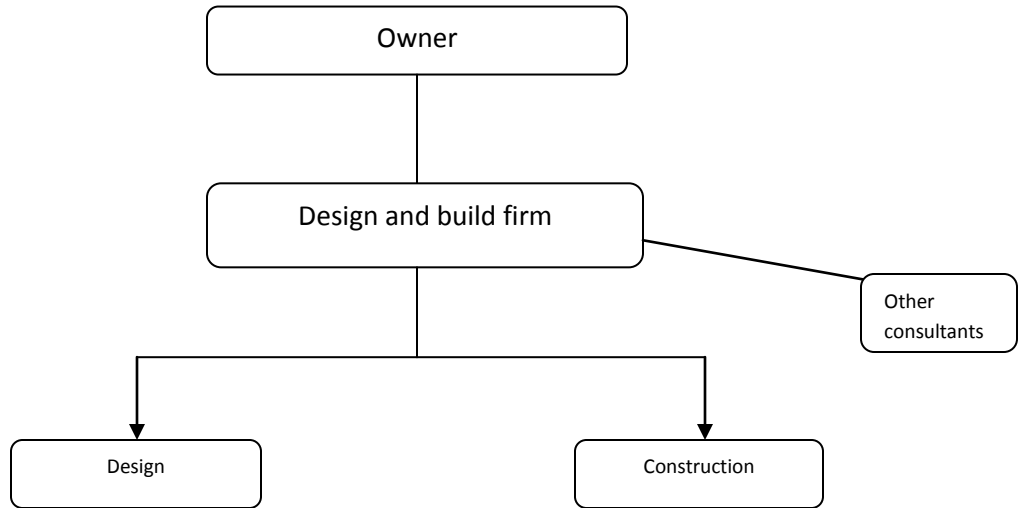 Owner
Design and build firm
Other
consultants
Design
Construction